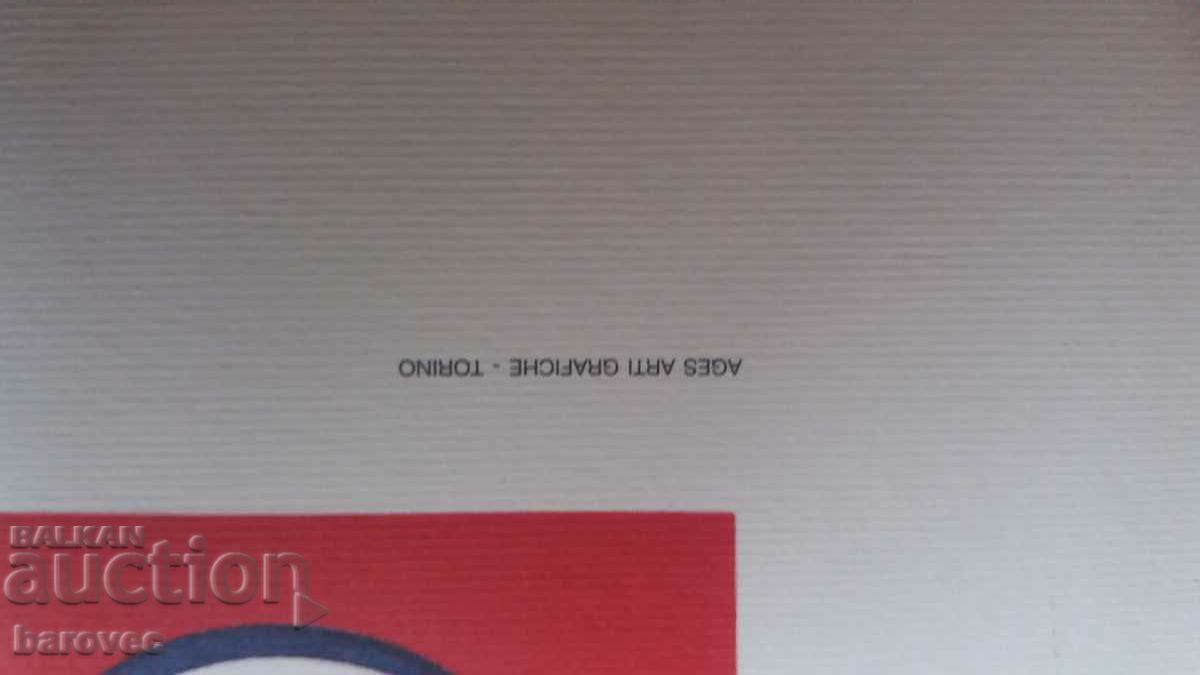 AGES ARTI GRAFICHE - TORINO
BALKAN
auction
barovec